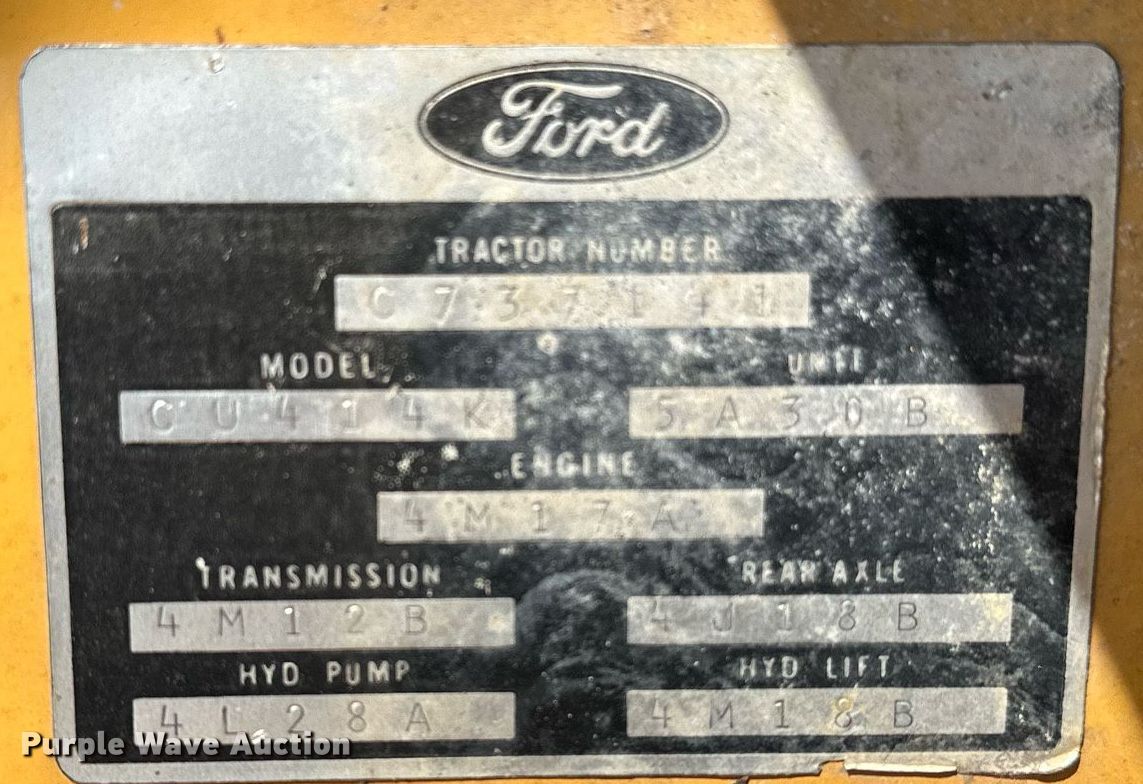 Ford
TRACTOR NUMBER
C737141
MODEL UNIT
CU414K 5A30B
ENGINE
4M17A
TRANSMISSION REAR AXLE
4M12B 4J18B
HYD PUMP HYD LIFT
4L28A 4M18B
Purple Wave Auction